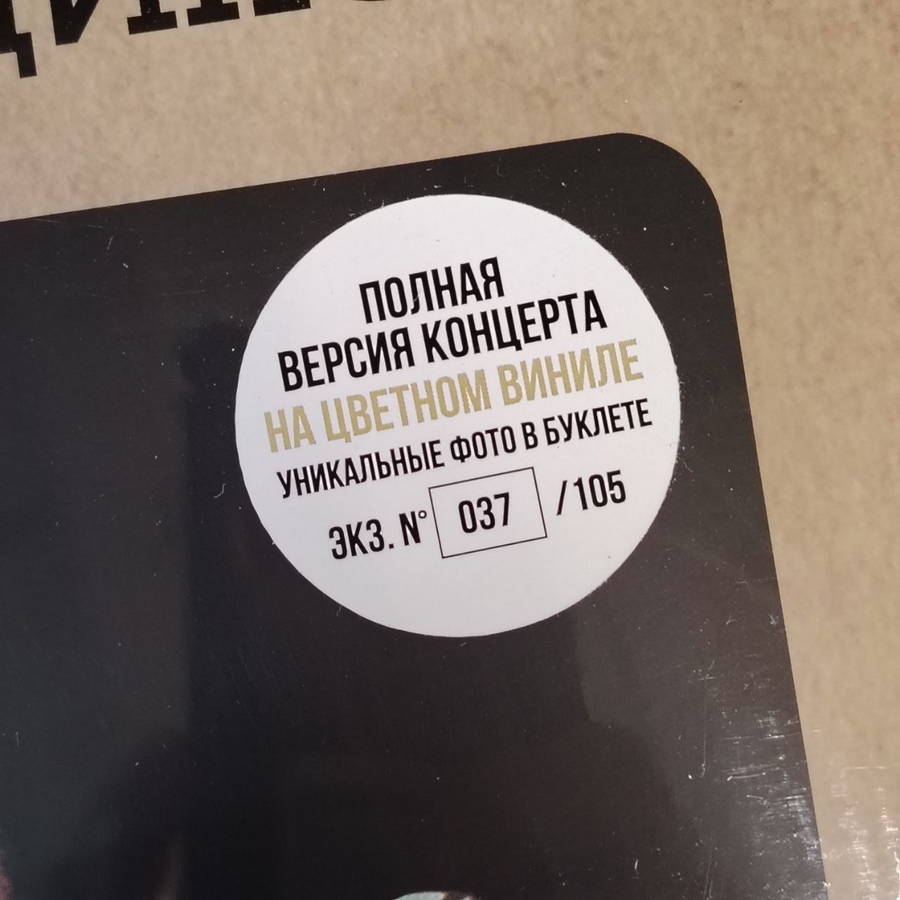 ПОЛНАЯ
ВЕРСИЯ КОНЦЕРТА
НА ЦВЕТНОМ ВИНИЛЕ
УНИКАЛЬНЫЕ ФОТО В БУКЛЕТЕ
ЭКЗ. N° 037 /105